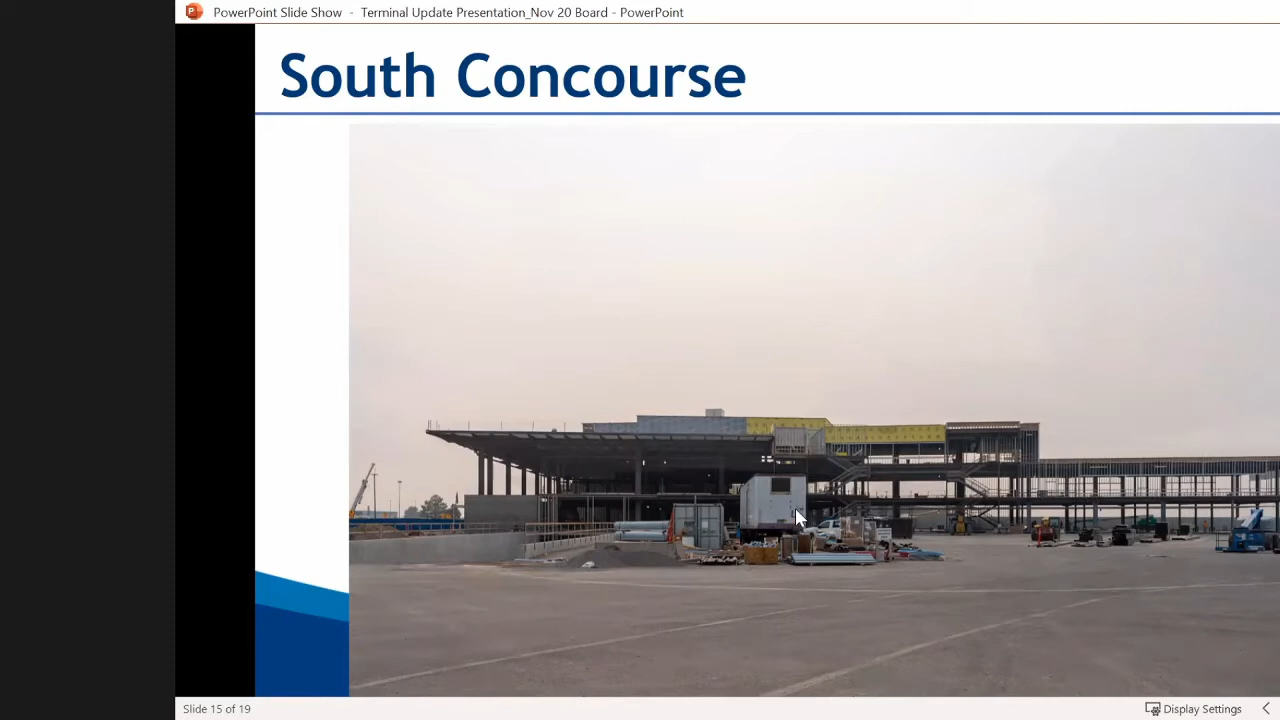 PowerPoint Slide Show - Terminal Update Presentation_Nov 20 Board - PowerPoint
South Concourse
Slide 15 of 19
Display Settings